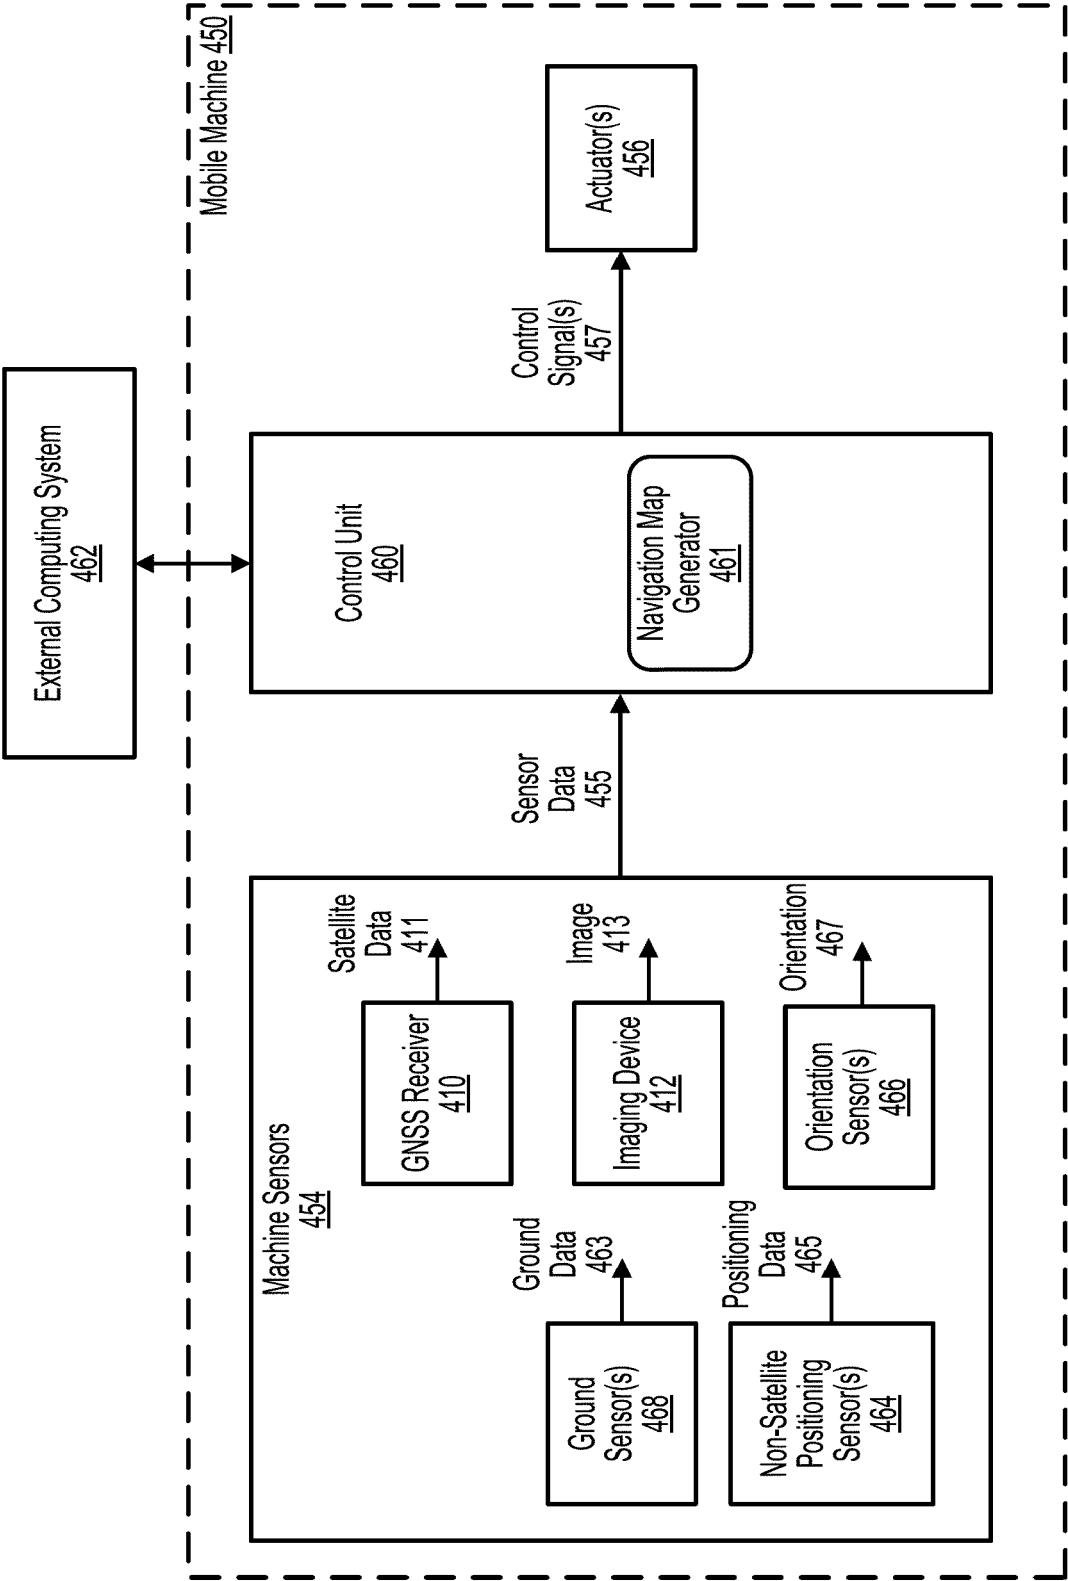 External Computing System
462
Mobile Machine 450
Machine Sensors
454
GNSS Receiver
410
Satellite
Data
411
Ground
Sensor(s)
468
Ground
Data
463
Imaging Device
412
Image
413
Non-Satellite
Positioning
Sensor(s)
464
Positioning
Data
465
Orientation
Sensor(s)
466
Orientation
467
Sensor
Data
455
Control Unit
460
Navigation Map
Generator
461
Control
Signal(s)
457
Actuator(s)
456